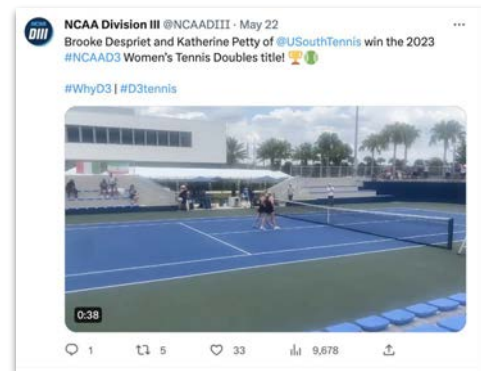 NCAA Division III @NCAADIII · May 22 ...
Brooke Despriet and Katherine Petty of @USouthTennis win the 2023
#NCAAD3 Women's Tennis Doubles title! 🏆🎾
#WhyD3 | #D3tennis
0:38
1 5 33 9,678